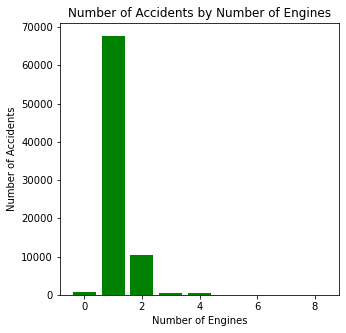 Number of Accidents by Number of Engines
70000
60000
50000
40000
30000
20000
10000
0
Number of Accidents
0 2 4 6 8
Number of Engines